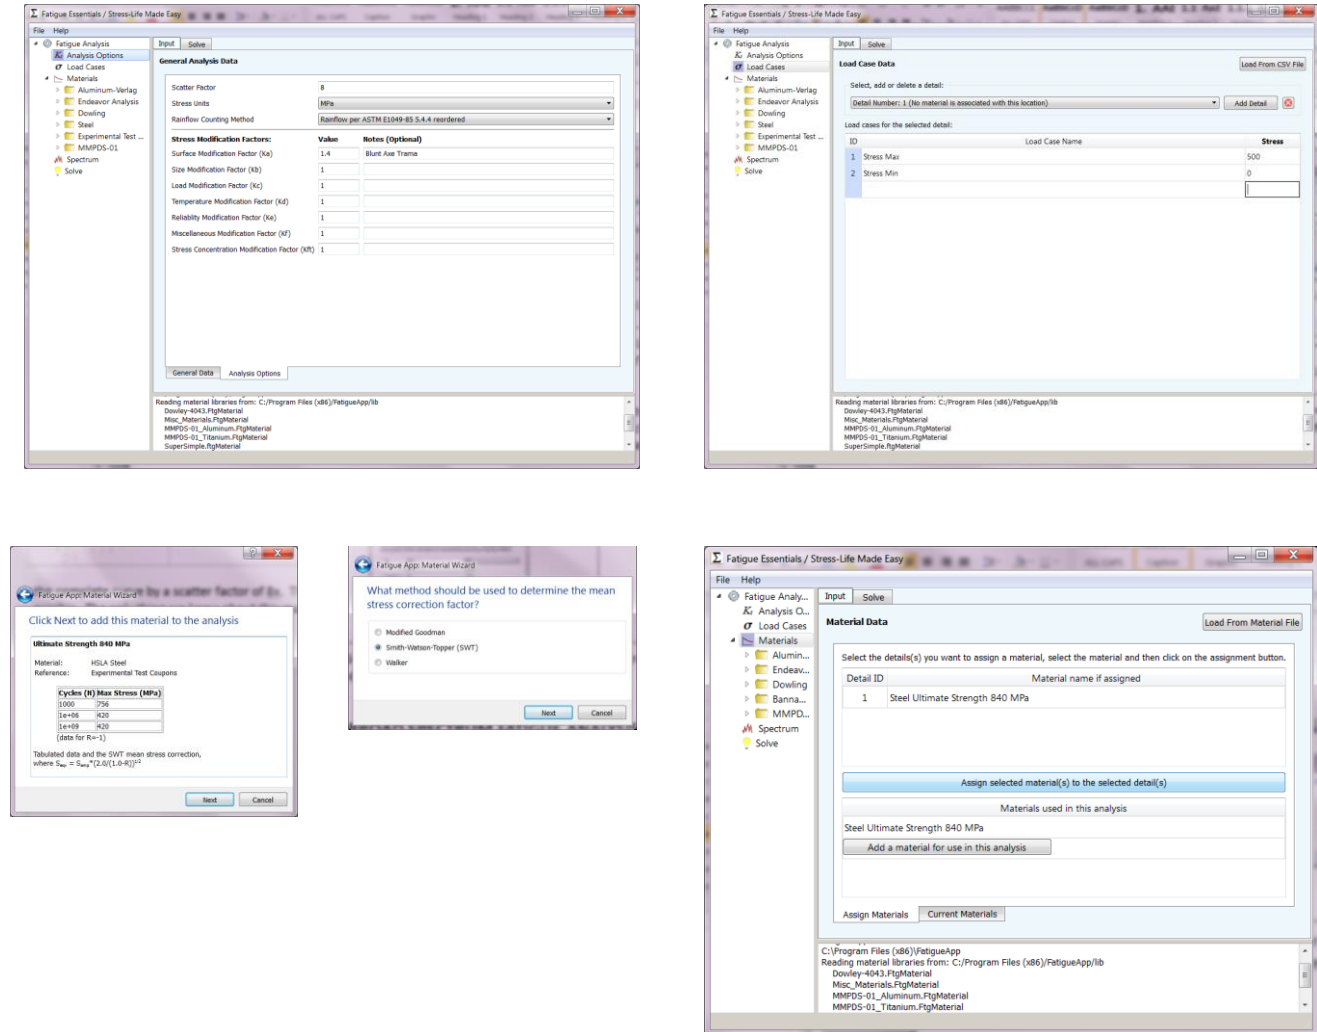 Fatigue Essentials / Stress-Life Made Easy
File Help
Fatigue Analysis
Analysis Options
Load Cases
Materials
Aluminum-Verlag
Endeavor Analysis
Dowling
Steel
Experimental Test ...
MMPDS-01
Spectrum
Solve
Input Solve
General Analysis Data
Scatter Factor 8
Stress Units MPa
Rainflow Counting Method Rainflow per ASTM E1049-85 5.4.4 reordered
Stress Modification Factors: Value Notes (Optional)
Surface Modification Factor (Ka) 1.4 Blunt Axe Trama
Size Modification Factor (Kb) 1
Load Modification Factor (Kc) 1
Temperature Modification Factor (Kd) 1
Reliablity Modification Factor (Ke) 1
Miscellaneous Modification Factor (Kf) 1
Stress Concentration Modification Factor (Kft) 1
General Data Analysis Options
Reading material libraries from: C:/Program Files (x86)/FatigueApp/lib
Dowley-4043.FtgMaterial
Misc_Materials.FtgMaterial
MMPDS-01_Aluminum.FtgMaterial
MMPDS-01_Titanium.FtgMaterial
SuperSimple.ftgMaterial
Fatigue Essentials / Stress-Life Made Easy
File Help
Fatigue Analysis
Analysis Options
Load Cases
Materials
Aluminum-Verlag
Endeavor Analysis
Dowling
Steel
Experimental Test ...
MMPDS-01
Spectrum
Solve
Input Solve
Load Case Data
Load From CSV File
Select, add or delete a detail:
Detail Number: 1 (No material is associated with this location) Add Detail
Load cases for the selected detail:
ID Load Case Name Stress
1 Stress Max 500
2 Stress Min 0
Reading material libraries from: C:/Program Files (x86)/FatigueApp/lib
Dowley-4043.FtgMaterial
Misc_Materials.FtgMaterial
MMPDS-01_Aluminum.FtgMaterial
MMPDS-01_Titanium.FtgMaterial
SuperSimple.ftgMaterial
by a scatter factor of 8x.
Fatigue App: Material Wizard
Click Next to add this material to the analysis
Ultimate Strength 840 MPa
Material: HSLA Steel
Reference: Experimental Test Coupons
Cycles (N) Max Stress (MPa)
1000 756
1e+06 420
1e+09 420
(data for R=-1)
Tabulated data and the SWT mean stress correction,
where Seqv = Samp*(2.0/(1.0-R))1/2
Next Cancel
Fatigue App: Material Wizard
What method should be used to determine the mean
stress correction factor?
Modified Goodman
Smith-Watson-Topper (SWT)
Walker
Next Cancel
Fatigue Essentials / Stress-Life Made Easy
File Help
Fatigue Analy...
Analysis O...
Load Cases
Materials
Alumin...
Endeav...
Dowling
Banna...
MMPD...
Spectrum
Solve
Input Solve
Material Data
Load From Material File
Select the details(s) you want to assign a material, select the material and then click on the assignment button.
Detail ID Material name if assigned
1 Steel Ultimate Strength 840 MPa
Assign selected material(s) to the selected detail(s)
Materials used in this analysis
Steel Ultimate Strength 840 MPa
Add a material for use in this analysis
Assign Materials Current Materials
C:\Program Files (x86)\FatigueApp
Reading material libraries from: C:/Program Files (x86)/FatigueApp/lib
Dowley-4043.FtgMaterial
Misc_Materials.FtgMaterial
MMPDS-01_Aluminum.FtgMaterial
MMPDS-01_Titanium.FtgMaterial